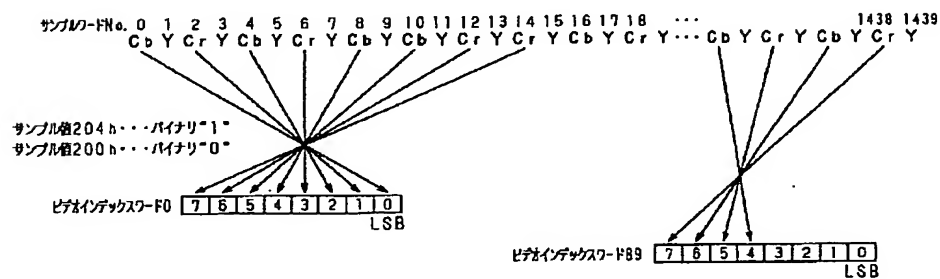 サンプルワードNo. 0 1 2 3 4 5 6 7 8 9 10 11 12 13 14 15 16 17 18 ··· 1438 1439
Cb Y Cr Y Cb Y Cr Y Cb Y Cb Y Cr Y Cr Y Cb Y Cr Y ··· Cb Y Cr Y Cb Y Cr Y
サンプル値204h···バイナリ"1"
サンプル値200h···バイナリ"0"
ビデオインデックスワード0 7 6 5 4 3 2 1 0
LSB
ビデオインデックスワード89 7 6 5 4 3 2 1 0
LSB